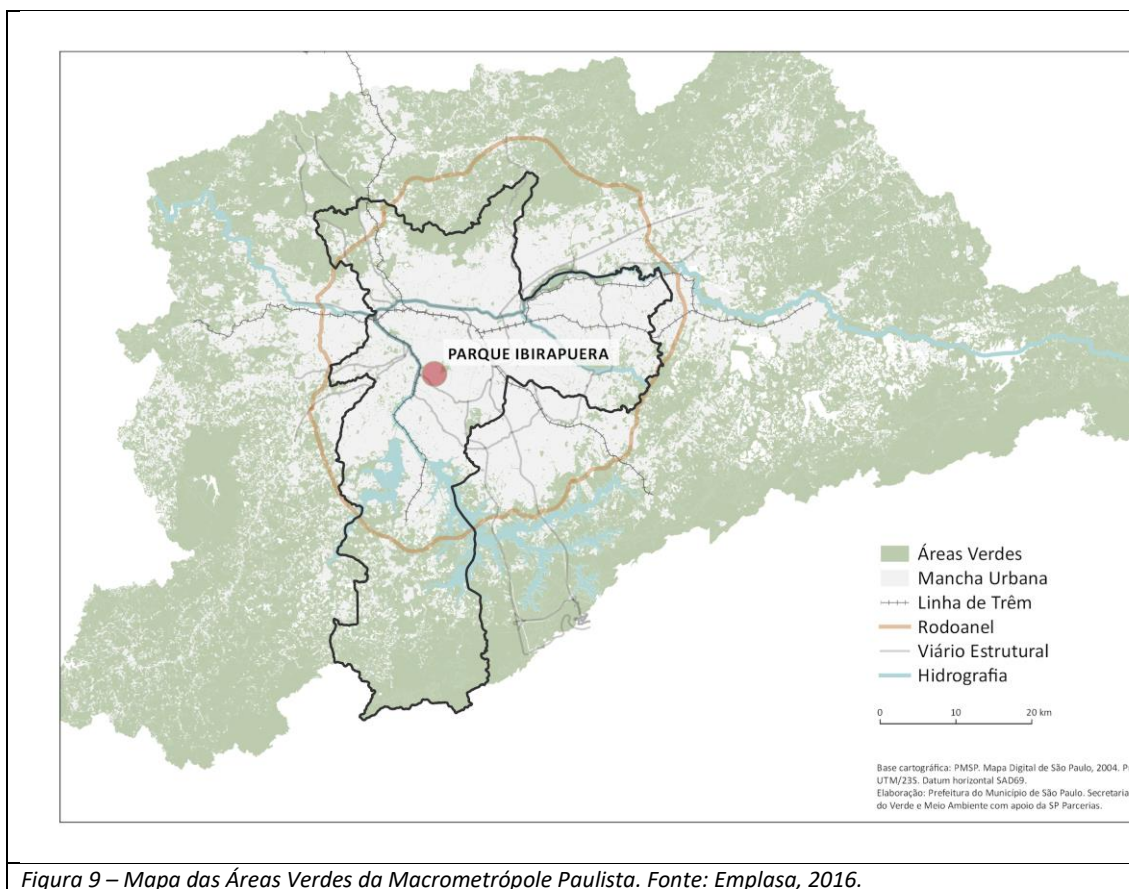 PARQUE IBIRAPUERA
Áreas Verdes
Mancha Urbana
Linha de Trêm
Rodoanel
Viário Estrutural
Hidrografia
0 10 20 km
Base cartográfica: PMSP. Mapa Digital de São Paulo, 2004.
UTM/23S. Datum horizontal SAD69.
Elaboração: Prefeitura do Município de São Paulo. Secretaria
do Verde e Meio Ambiente com apoio da SP Parcerias.
Figura 9 – Mapa das Áreas Verdes da Macrometrópole Paulista. Fonte: Emplasa, 2016.